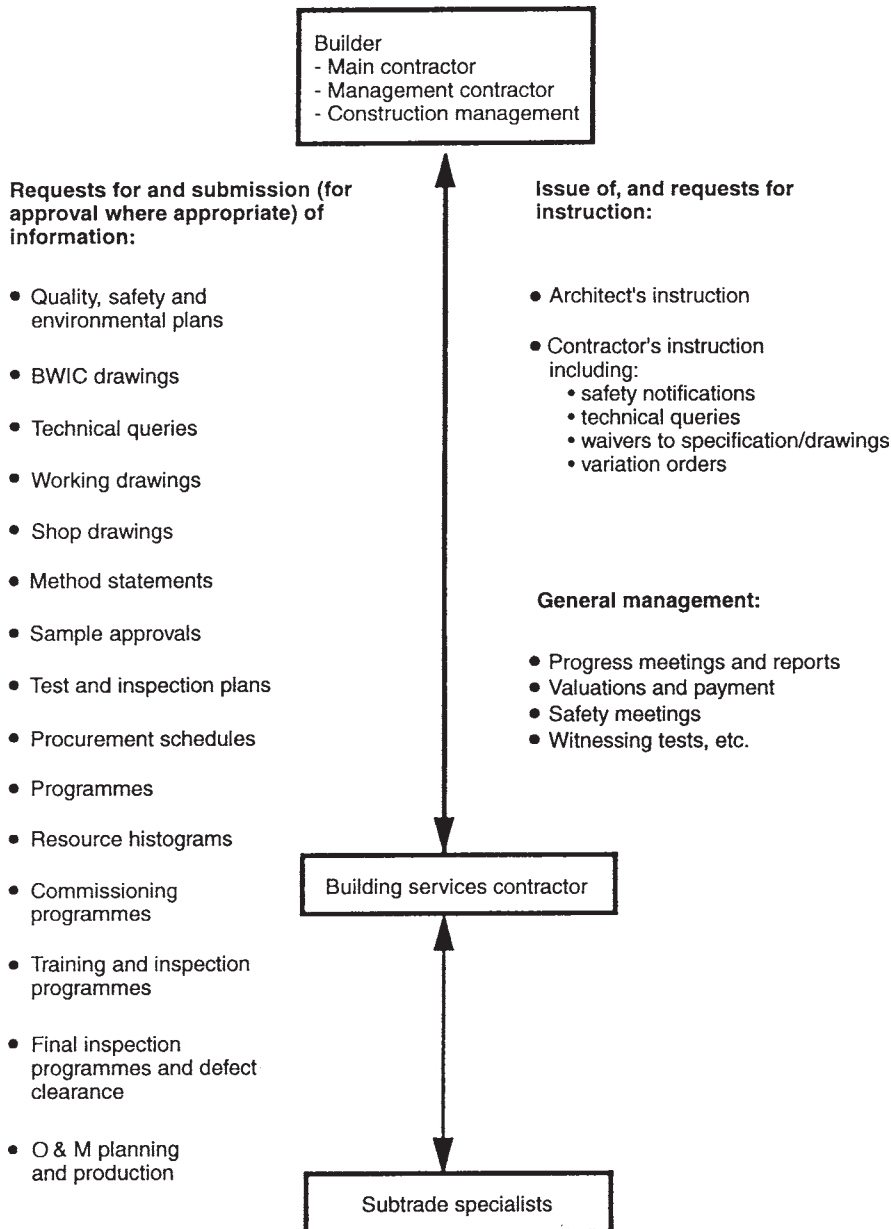 Builder
- Main contractor
- Management contractor
- Construction management
Requests for and submission (for
approval where appropriate) of
information:
• Quality, safety and
environmental plans
• BWIC drawings
• Technical queries
• Working drawings
• Shop drawings
• Method statements
• Sample approvals
• Test and inspection plans
• Procurement schedules
• Programmes
• Resource histograms
• Commissioning
programmes
• Training and inspection
programmes
• Final inspection
programmes and defect
clearance
• O & M planning
and production
Issue of, and requests for
instruction:
• Architect's instruction
• Contractor's instruction
including:
• safety notifications
• technical queries
• waivers to specification/drawings
• variation orders
General management:
• Progress meetings and reports
• Valuations and payment
• Safety meetings
• Witnessing tests, etc.
Building services contractor
Subtrade specialists